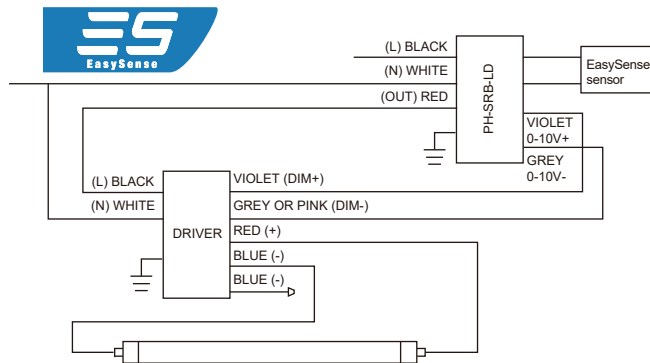 ES
EasySense
(L) BLACK
(N) WHITE
(OUT) RED
PH-SRB-LD
EasySense
sensor
VIOLET
0-10V+
GREY
0-10V-
(L) BLACK
(N) WHITE
DRIVER
VIOLET (DIM+)
GREY OR PINK (DIM-)
RED (+)
BLUE (-)
BLUE (-)